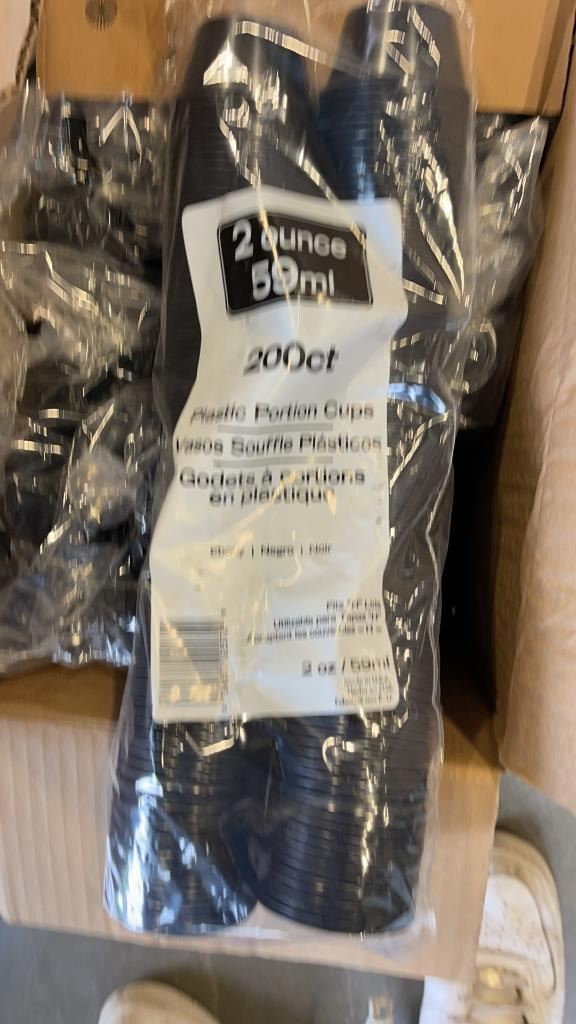 2 ounce
59ml
200ct
Plastic Portion Cups
Vasos Souffle Plásticos
Godets à portions
en plastique
Ebony | Negro | Noir
2 oz / 59ml